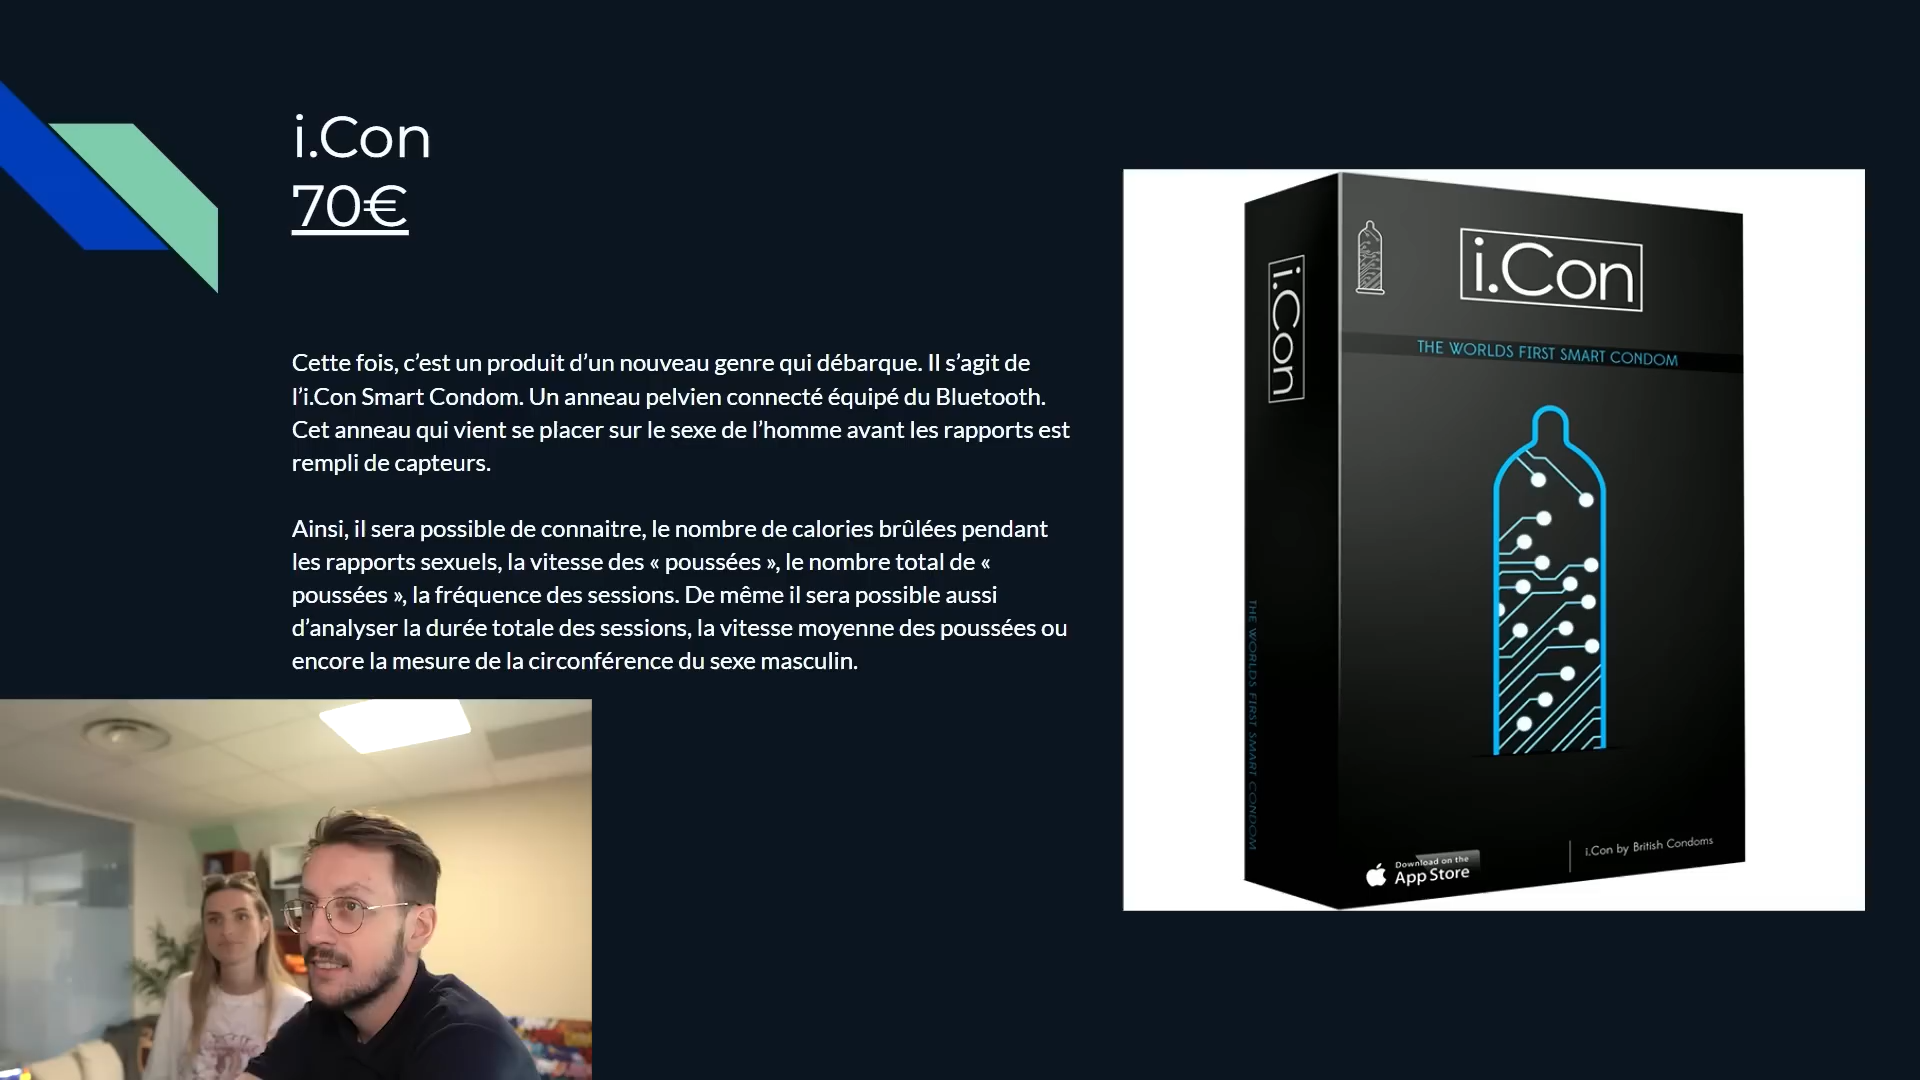 i.Con
70€
Cette fois, c’est un produit d’un nouveau genre qui débarque. Il s’agit de
l’i.Con Smart Condom. Un anneau pelvien connecté équipé du Bluetooth.
Cet anneau qui vient se placer sur le sexe de l’homme avant les rapports est
rempli de capteurs.
Ainsi, il sera possible de connaitre, le nombre de calories brûlées pendant
les rapports sexuels, la vitesse des « poussées », le nombre total de «
poussées », la fréquence des sessions. De même il sera possible aussi
d’analyser la durée totale des sessions, la vitesse moyenne des poussées ou
encore la mesure de la circonférence du sexe masculin.
i.Con
THE WORLDS FIRST SMART CONDOM
i.Con
THE WORLDS FIRST SMART CONDOM
Download on the
App Store
i.Con by British Condoms